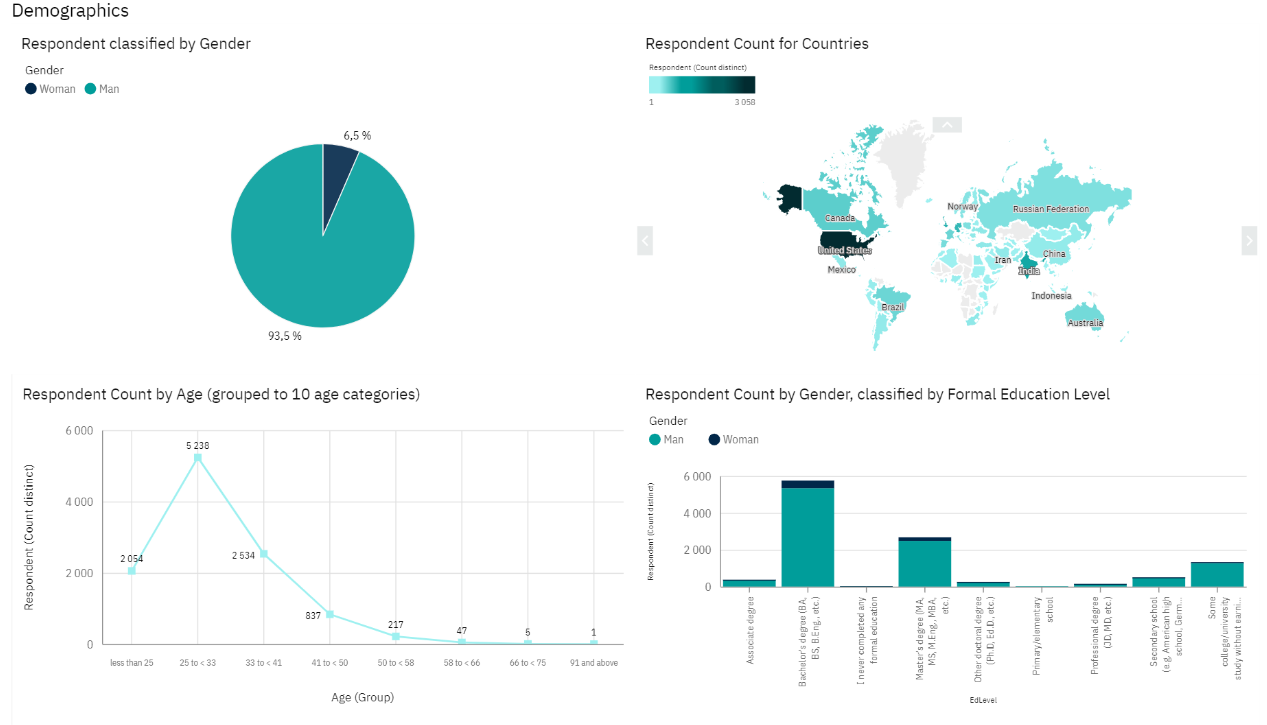 Demographics
Respondent classified by Gender
Gender
Woman Man
6,5 %
93,5 %
Respondent Count for Countries
Respondent (Count distinct)
1 3 058
Canada
United States
Mexico
Brazil
Norway
Russian Federation
Iran
China
India
Indonesia
Australia
Respondent Count by Age (grouped to 10 age categories)
Respondent (Count distinct)
6 000
4 000
2 000
0
2 054
5 238
2 534
837
217
47
5
1
less than 25
25 to < 33
33 to < 41
41 to < 50
50 to < 58
58 to < 66
66 to < 75
91 and above
Age (Group)
Respondent Count by Gender, classified by Formal Education Level
Gender
Man Woman
Respondent (Count distinct)
6 000
4 000
2 000
0
Associate degree
Bachelor's degree (BA,
BS, B.Eng., etc.)
I never completed any
formal education
Master's degree (MA,
MS, M.Eng., MBA,
etc.)
Other doctoral degree
(Ph.D, Ed.D., etc.)
Primary/elementary
school
Professional degree
(JD, MD, etc.)
Secondary school
(e.g. American high
school, Germ...
Some
college/university
study without earni...
EdLevel